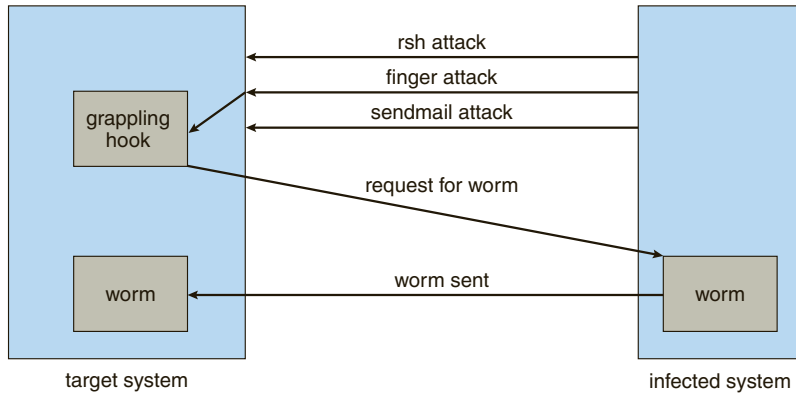 rsh attack
finger attack
sendmail attack
grappling
hook
request for worm
worm
worm sent
worm
target system
infected system